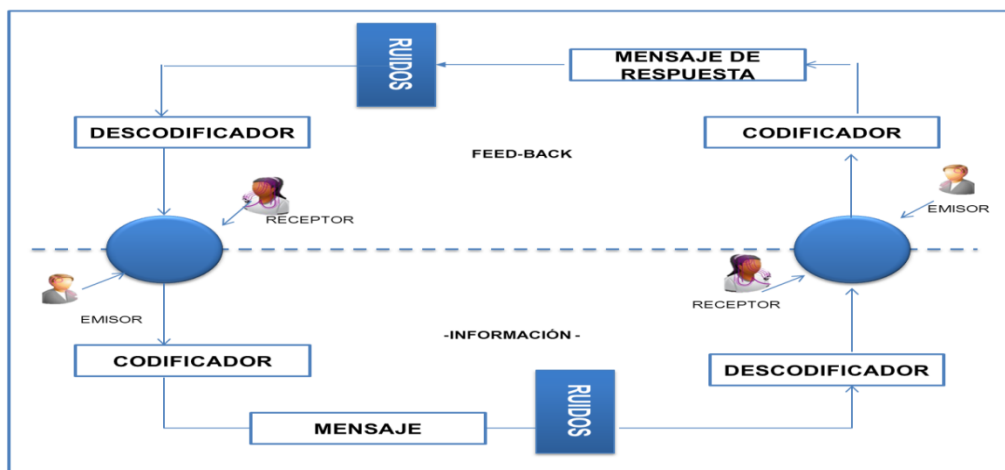 RUIDOS
MENSAJE DE
RESPUESTA
DESCODIFICADOR
CODIFICADOR
FEED-BACK
RECEPTOR
EMISOR
EMISOR
RECEPTOR
-INFORMACIÓN -
CODIFICADOR
DESCODIFICADOR
MENSAJE
RUIDOS